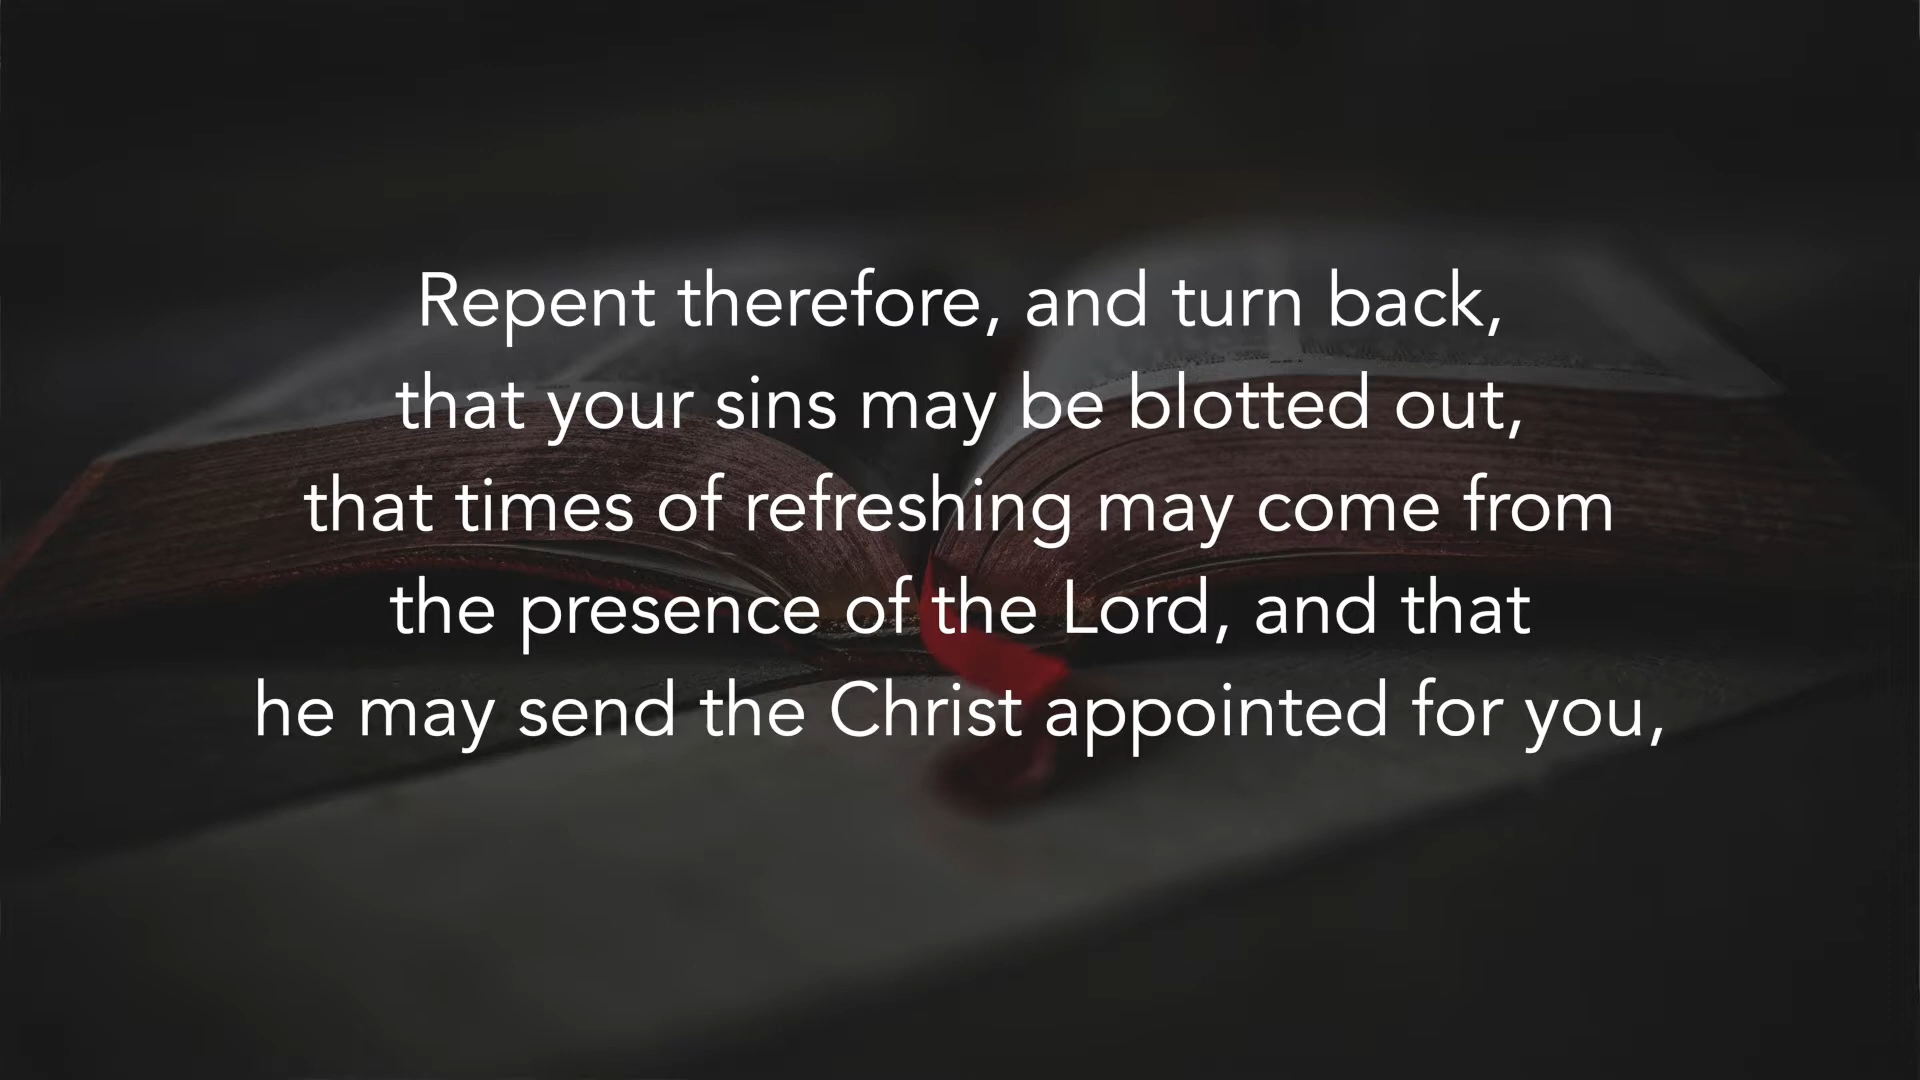 Repent therefore, and turn back,
that your sins may be blotted out,
that times of refreshing may come from
the presence of the Lord, and that
he may send the Christ appointed for you,